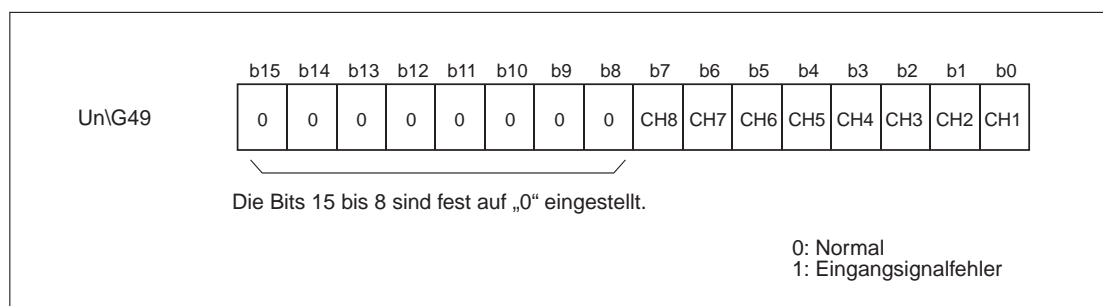 b15 b14 b13 b12 b11 b10 b9 b8 b7 b6 b5 b4 b3 b2 b1 b0
Un\G49 0 0 0 0 0 0 0 0 CH8 CH7 CH6 CH5 CH4 CH3 CH2 CH1
Die Bits 15 bis 8 sind fest auf „0“ eingestellt.
0: Normal
1: Eingangsignalfehler